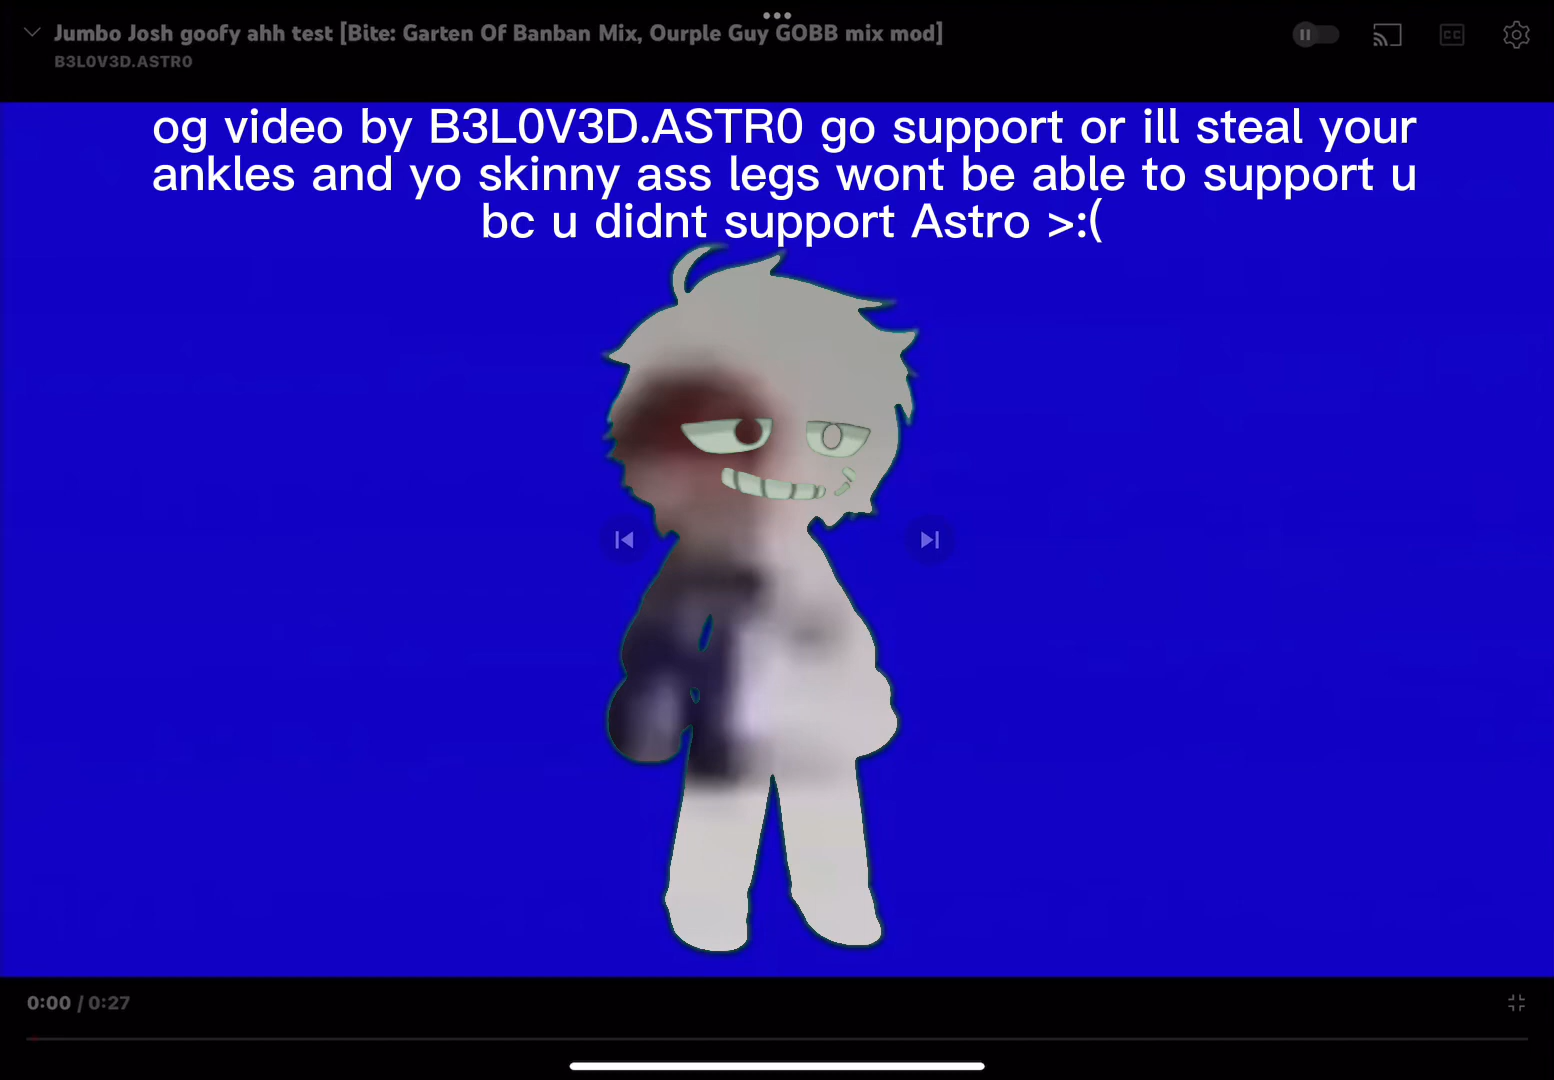 Jumbo Josh goofy ahh test [Bite: Garten Of Banban Mix, Ourple Guy GOBB mix mod]
B3L0V3D.ASTR0
CC
og video by B3L0V3D.ASTR0 go support or ill steal your
ankles and yo skinny ass legs wont be able to support u
bc u didnt support Astro >:(
0:00 / 0:27